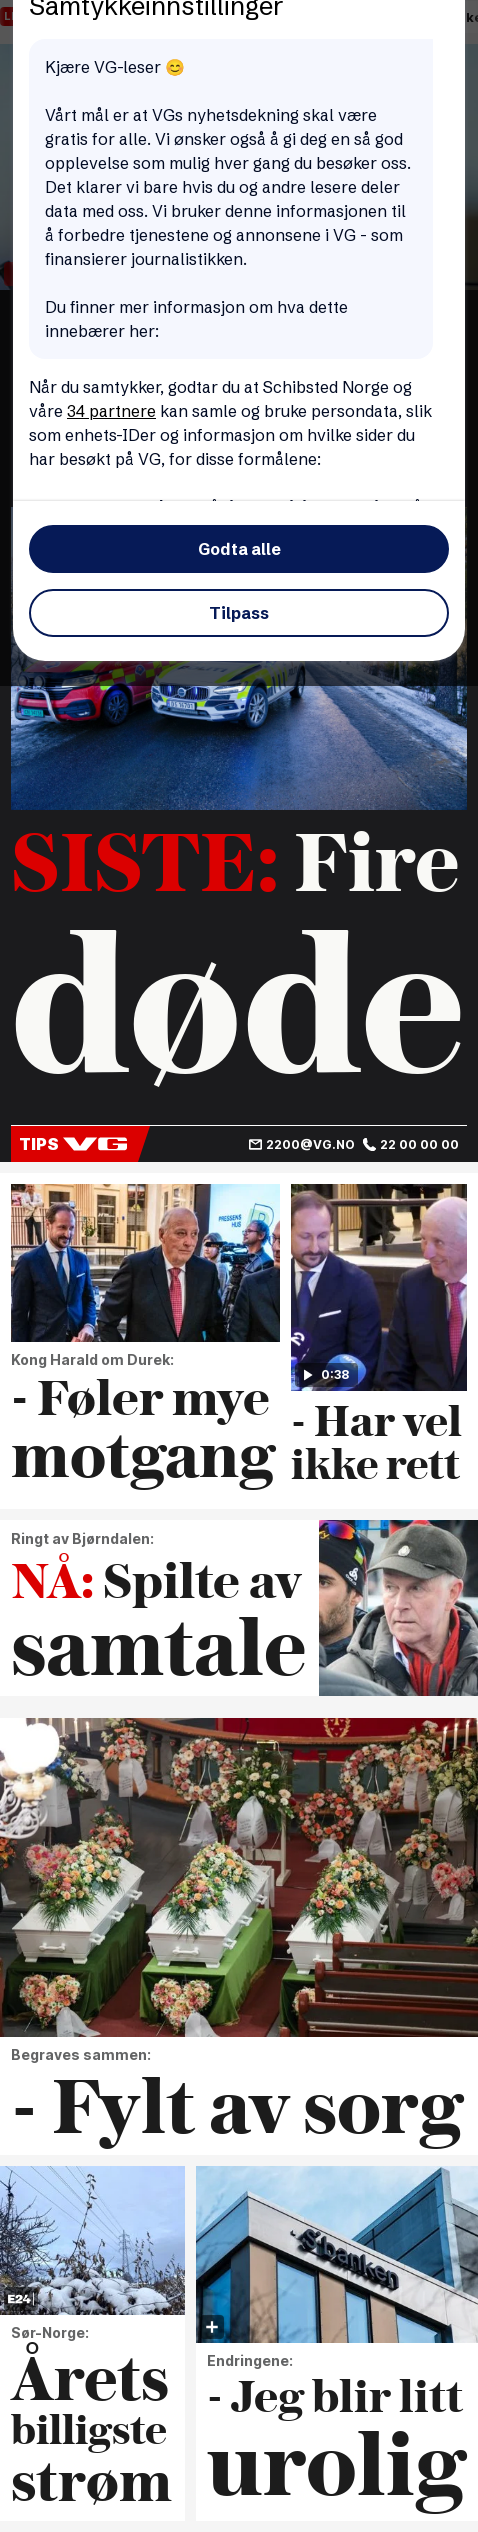 Samtykkeinnstillinger
Kjære VG-leser 😊
Vårt mål er at VGs nyhetsdekning skal være
gratis for alle. Vi ønsker også å gi deg en så god
opplevelse som mulig hver gang du besøker oss.
Det klarer vi bare hvis du og andre lesere deler
data med oss. Vi bruker denne informasjonen til
å forbedre tjenestene og annonsene i VG - som
finansierer journalistikken.
Du finner mer informasjon om hva dette
innebærer her:
Når du samtykker, godtar du at Schibsted Norge og
våre 34 partnere kan samle og bruke persondata, slik
som enhets-IDer og informasjon om hvilke sider du
har besøkt på VG, for disse formålene:
Godta alle
Tilpass
SISTE: Fire
døde
TIPS VG
2200@VG.NO 22 00 00 00
PRESSENS
HUS
0:38
Kong Harald om Durek:
- Føler mye
motgang
- Har vel
ikke rett
Ringt av Bjørndalen:
NÅ: Spilte av
samtale
Begraves sammen:
- Fylt av sorg
E24
Sør-Norge:
Årets
billigste
strøm
S'banken
Endringene:
- Jeg blir litt
urolig